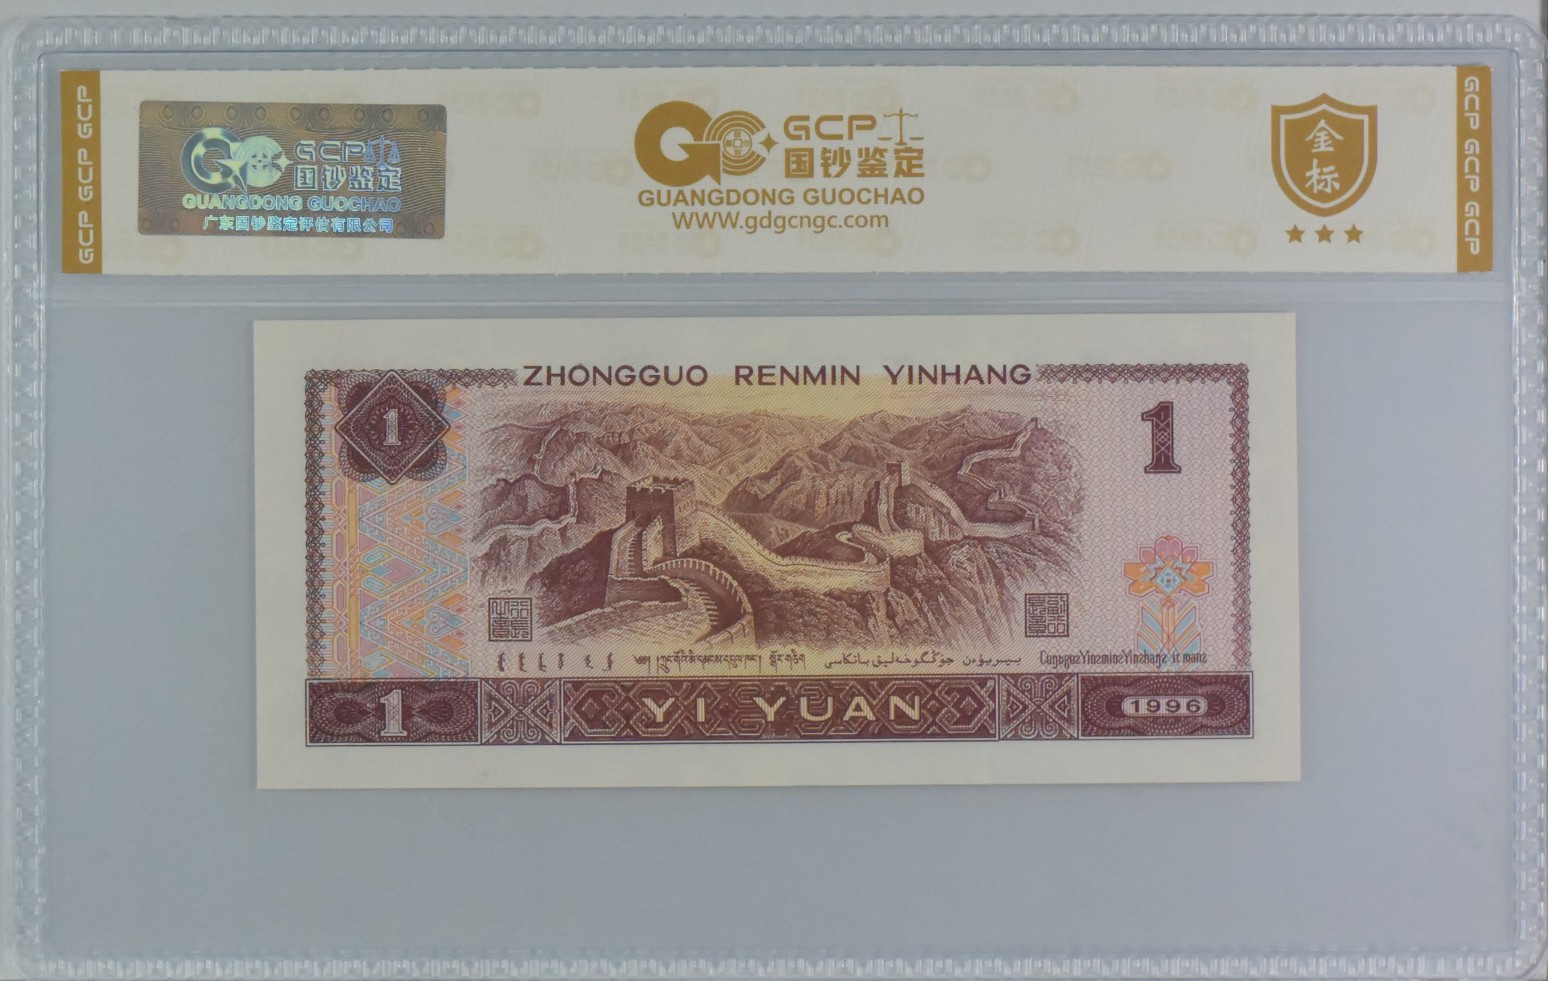 GCP GCP GCP
GCP
国钞鉴定
GUANGDONG GUOCHAO
广东国钞鉴定评估有限公司
GCP
国钞鉴定
GUANGDONG GUOCHAO
WWW.gdgcngc.com
金
标
GCP GCP GCP
ZHONGGUO RENMIN YINHANG
1
1
1
YI YUAN
1996